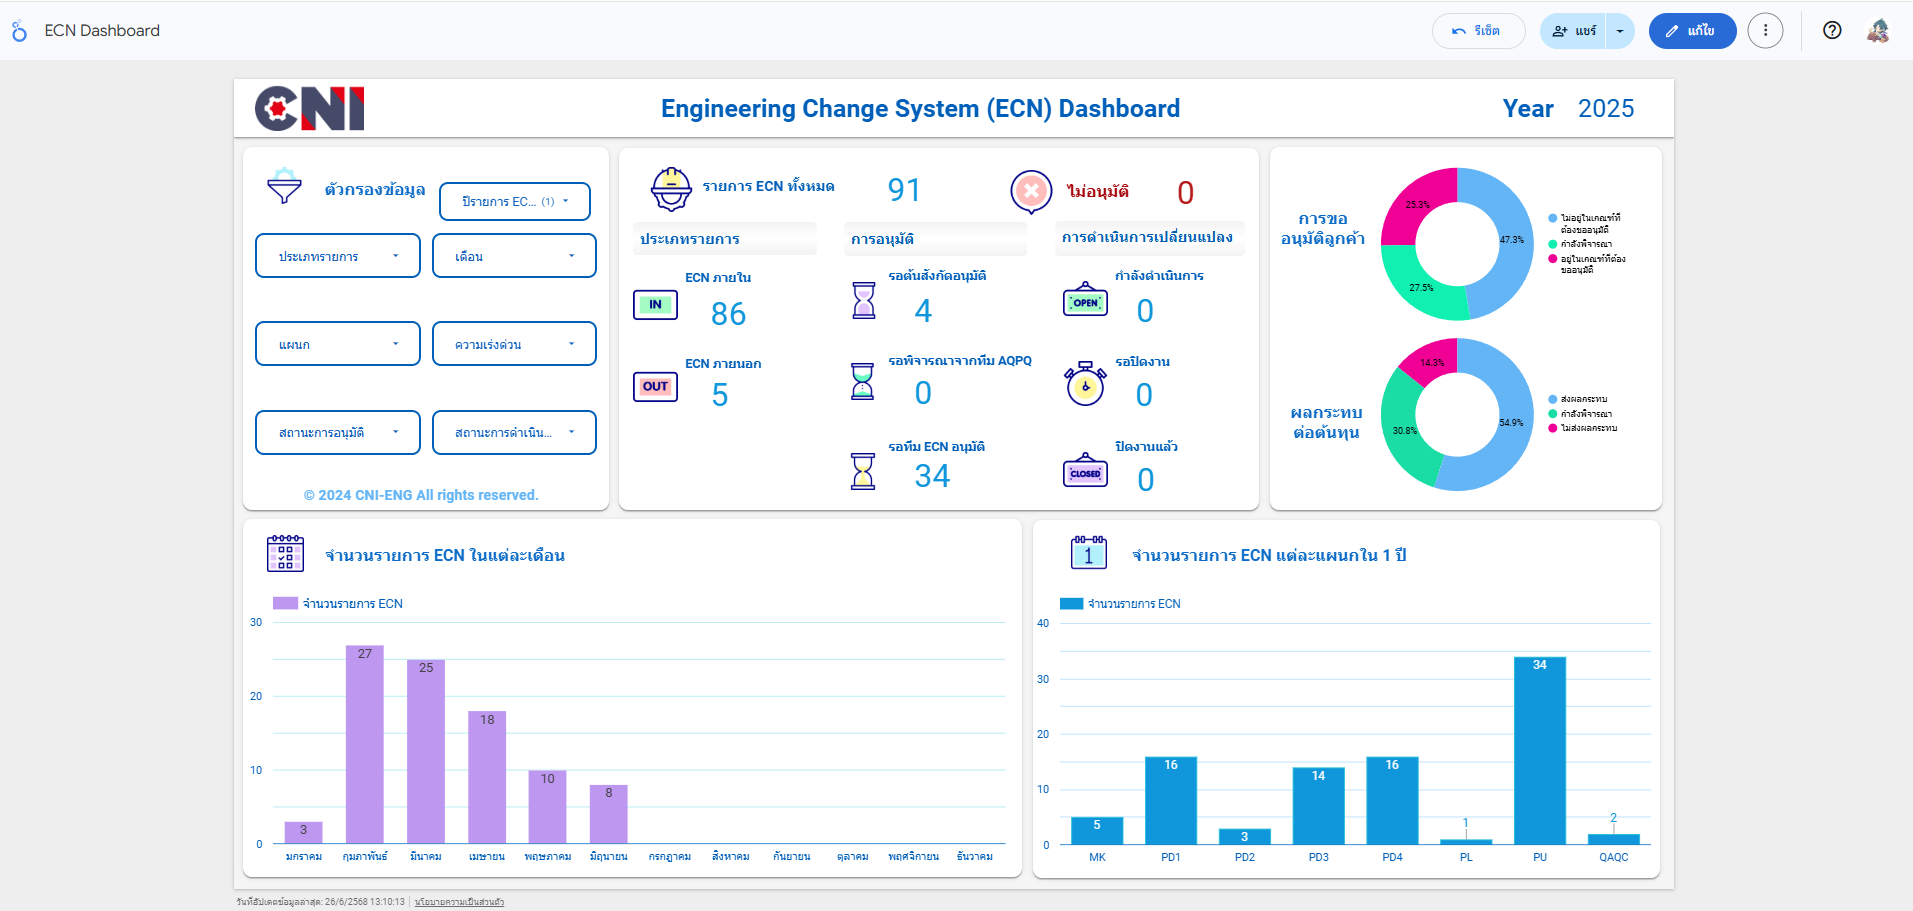 ECN Dashboard
รีเซ็ต
แชร์
แก้ไข
CNI
Engineering Change System (ECN) Dashboard
Year 2025
ตัวกรองข้อมูล
ปีรายการ EC... (1)
ประเภทรายการ
เดือน
แผนก
ความเร่งด่วน
สถานะการอนุมัติ
สถานะการดำเนิน...
© 2024 CNI-ENG All rights reserved.
รายการ ECN ทั้งหมด
91
ไม่อนุมัติ
0
ประเภทรายการ
การอนุมัติ
การดำเนินการเปลี่ยนแปลง
IN
ECN ภายใน
86
OUT
ECN ภายนอก
5
รอต้นสังกัดอนุมัติ
4
รอพิจารณาจากทีม AQPQ
0
รอทีม ECN อนุมัติ
34
OPEN
กำลังดำเนินการ
0
รอปิดงาน
0
CLOSED
ปิดงานแล้ว
0
การขอ
อนุมัติลูกค้า
25.3%
47.3%
27.5%
ไม่อยู่ในเกณฑ์ที่
ต้องขออนุมัติ
กำลังพิจารณา
อยู่ในเกณฑ์ที่ต้อง
ขออนุมัติ
ผลกระทบ
ต่อต้นทุน
14.3%
54.9%
30.8%
ส่งผลกระทบ
กำลังพิจารณา
ไม่ส่งผลกระทบ
จำนวนรายการ ECN ในแต่ละเดือน
จำนวนรายการ ECN
30
20
10
0
3
27
25
18
10
8
มกราคม
กุมภาพันธ์
มีนาคม
เมษายน
พฤษภาคม
มิถุนายน
กรกฎาคม
สิงหาคม
กันยายน
ตุลาคม
พฤศจิกายน
ธันวาคม
1
จำนวนรายการ ECN แต่ละแผนกใน 1 ปี
จำนวนรายการ ECN
40
30
20
10
0
5
16
3
14
16
1
34
2
MK
PD1
PD2
PD3
PD4
PL
PU
QAQC
วันที่อัปเดตข้อมูลล่าสุด: 26/6/2568 13:10:13
นโยบายความเป็นส่วนตัว